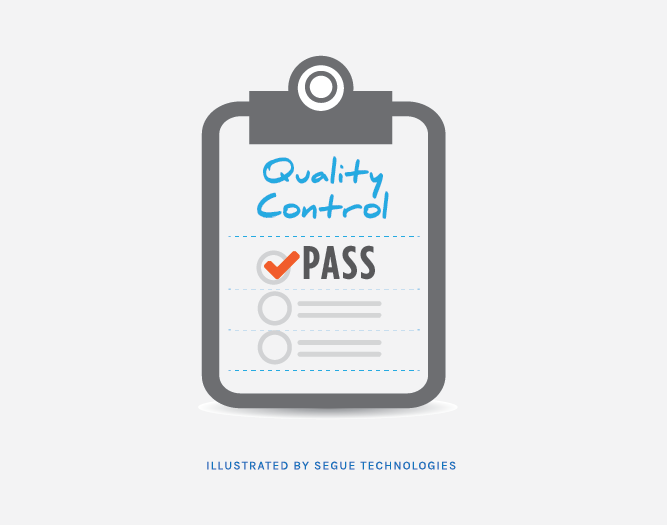 Quality
Control
PASS
ILLUSTRATED BY SEGUE TECHNOLOGIES